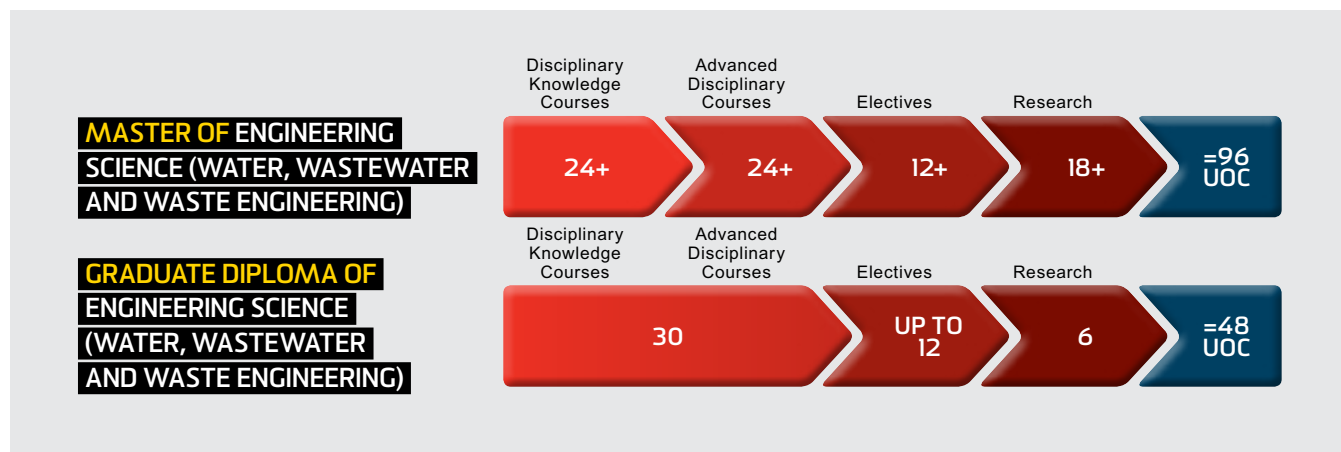 MASTER OF ENGINEERING
SCIENCE (WATER, WASTEWATER
AND WASTE ENGINEERING)
Disciplinary
Knowledge
Courses
Advanced
Disciplinary
Courses
Electives
Research
24+
24+
12+
18+
=96
UOC
GRADUATE DIPLOMA OF
ENGINEERING SCIENCE
(WATER, WASTEWATER
AND WASTE ENGINEERING)
Disciplinary
Knowledge
Courses
Advanced
Disciplinary
Courses
Electives
Research
30
UP TO
12
6
=48
UOC